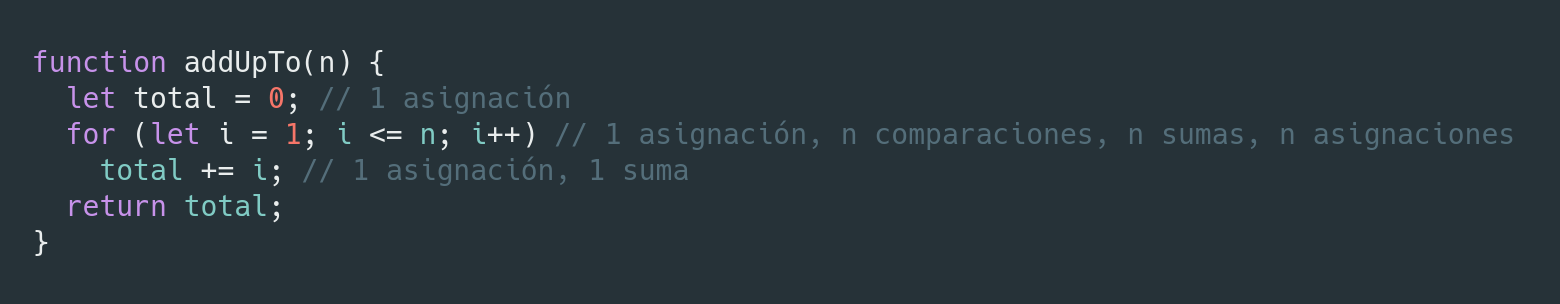 function addUpTo(n) {
  let total = 0; // 1 asignación
  for (let i = 1; i <= n; i++) // 1 asignación, n comparaciones, n sumas, n asignaciones
    total += i; // 1 asignación, 1 suma
  return total;
}